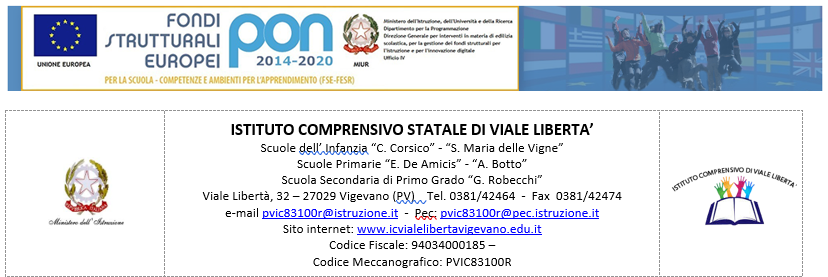 FONDI
STRUTTURALI
EUROPEI
pon
2014-2020
UNIONE EUROPEA
MIUR
Ministero dell'Istruzione, dell'Università e della Ricerca
Dipartimento per la Programmazione
Direzione Generale per interventi in materia di edilizia
scolastica, per la gestione dei fondi strutturali per
l'istruzione e per l'innovazione digitale
Ufficio IV
PER LA SCUOLA - COMPETENZE E AMBIENTI PER L'APPRENDIMENTO (FSE-FESR)
ISTITUTO COMPRENSIVO STATALE DI VIALE LIBERTA'
Scuole dell' Infanzia "C. Corsico" - "S. Maria delle Vigne"
Scuole Primarie "E. De Amicis" - "A. Botto"
Scuola Secondaria di Primo Grado "G. Robecchi"
Viale Libertà, 32 – 27029 Vigevano (PV) Tel. 0381/42464 - Fax 0381/42474
e-mail pvic83100r@istruzione.it - Pec: pvic83100r@pec.istruzione.it
Sito internet: www.icvialelibertavigevano.edu.it
Codice Fiscale: 94034000185 –
Codice Meccanografico: PVIC83100R
Ministero dell'Istruzione
ISTITUTO COMPRENSIVO DI VIALE LIBERTA'